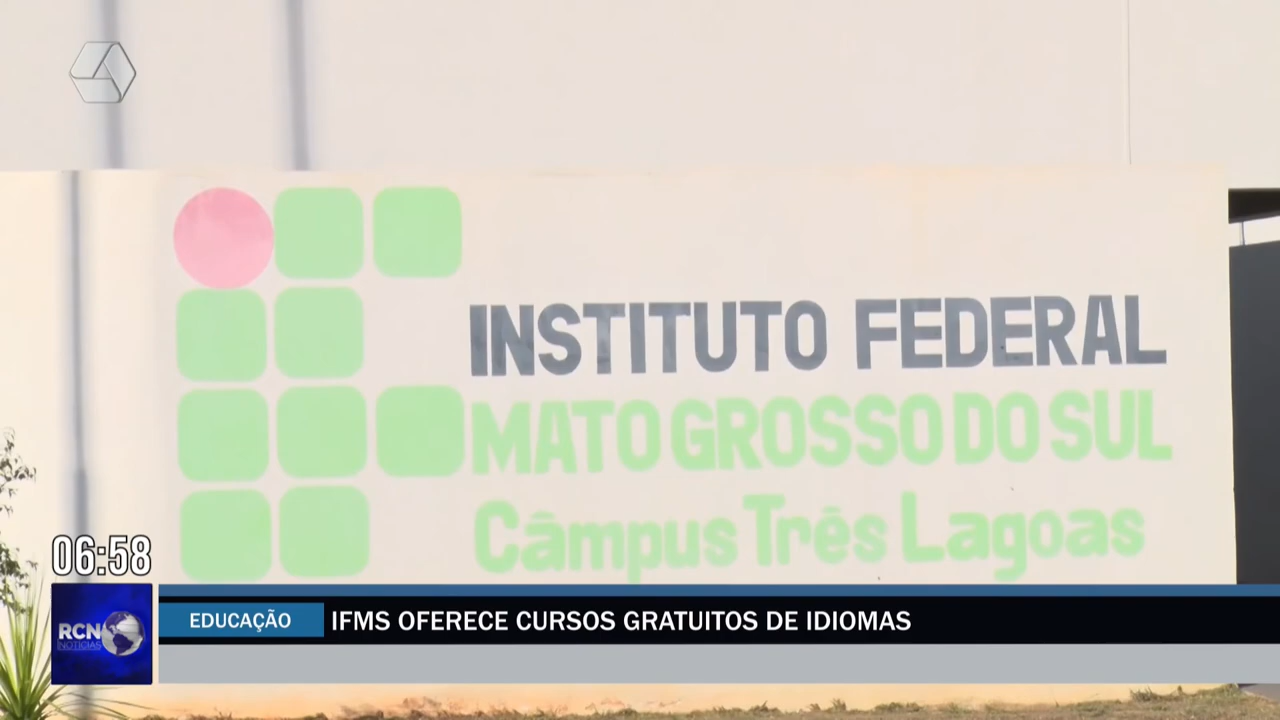 INSTITUTO FEDERAL
MATO GROSSO DO SUL
Câmpus Três Lagoas
06:58
RCN
NOTÍCIAS
EDUCAÇÃO
IFMS OFERECE CURSOS GRATUITOS DE IDIOMAS